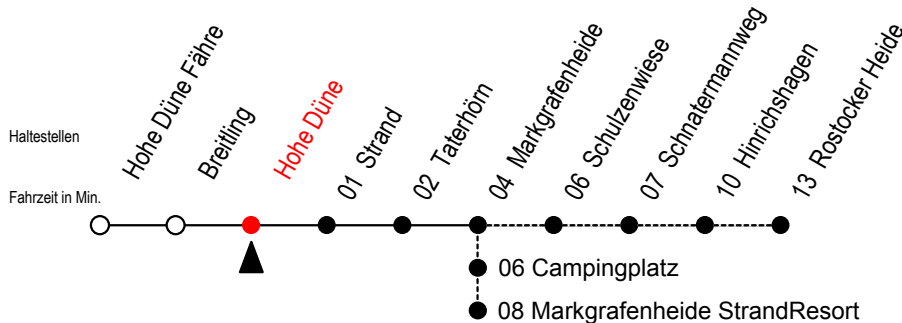 Haltestellen
Fahrzeit in Min.
Hohe Düne Fähre
Breitling
Hohe Düne
01 Strand
02 Taterhörn
04 Markgrafenheide
06 Schulzenwiese
07 Schnatermannweg
10 Hinrichshagen
13 Rostocker Heide
06 Campingplatz
08 Markgrafenheide StrandResort